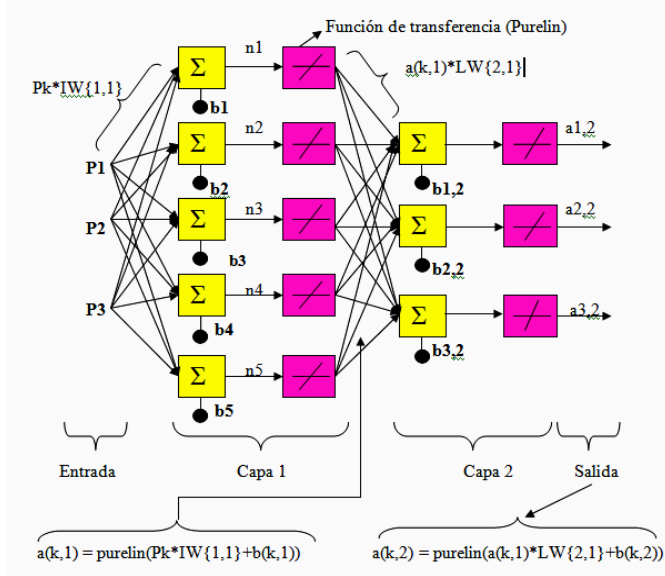 Función de transferencia (Purelin)
n1
Σ
a(k,1)*LW{2,1}
Pk*IW{1,1}
b1
n2
a1,2
Σ
Σ
P1
b2
b1,2
n3
a2,2
Σ
Σ
P2
b3
b2,2
n4
a3,2
Σ
Σ
P3
b4
b3,2
n5
Σ
b5
Entrada
Capa 1
Capa 2
Salida
a(k,1) = purelin(Pk*IW{1,1}+b(k,1))
a(k,2) = purelin(a(k,1)*LW{2,1}+b(k,2))